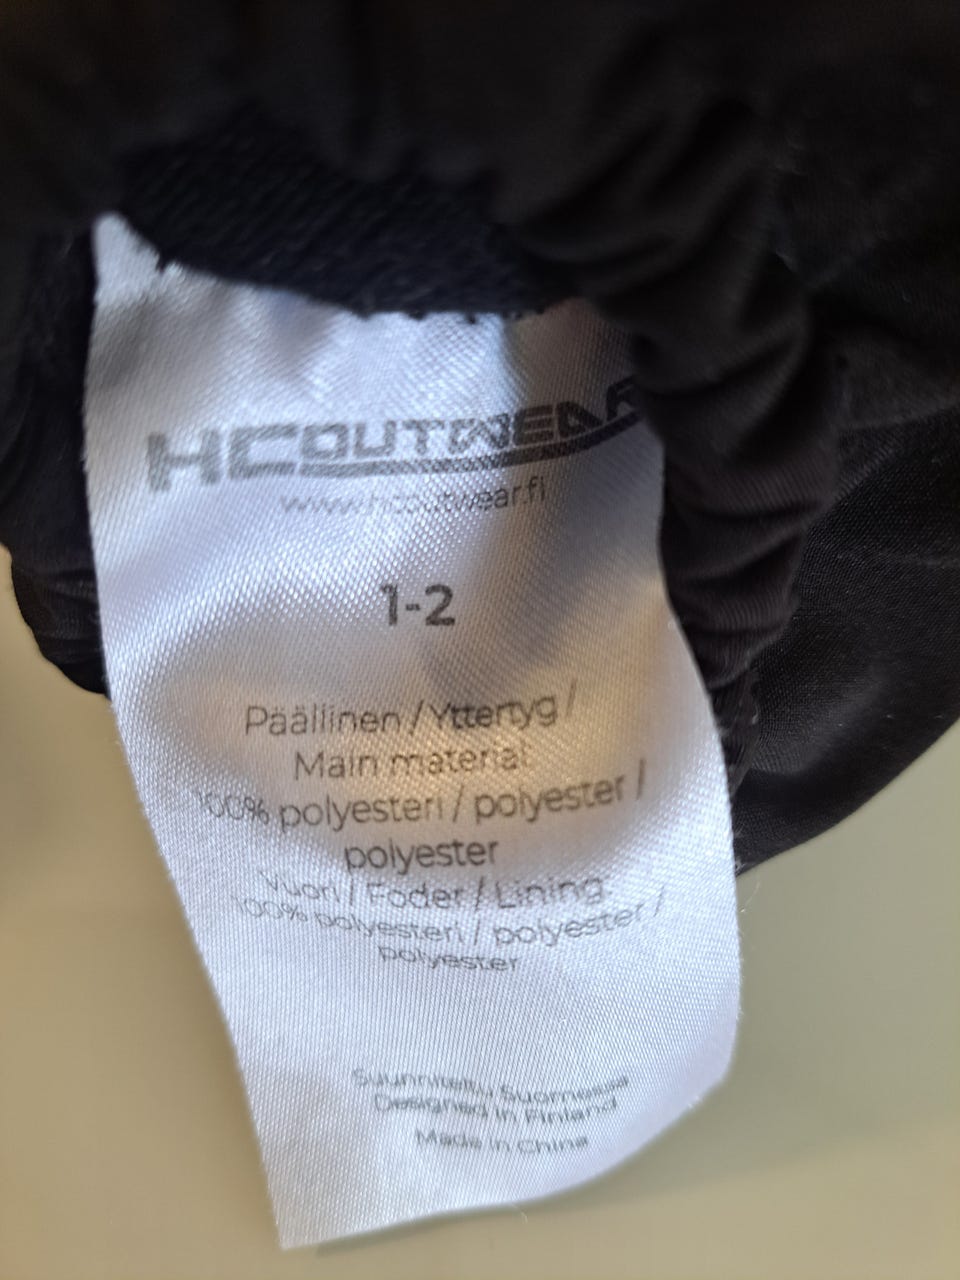 HCOUTWEAR
www.hcoutwear.fi
1-2
Päällinen / Yttertyg /
Main material:
100% polyesteri / polyester /
polyester
Vuori / Foder / Lining:
100% polyesteri / polyester /
polyester
Suunniteltu Suomessa
Designed in Finland
Made in China